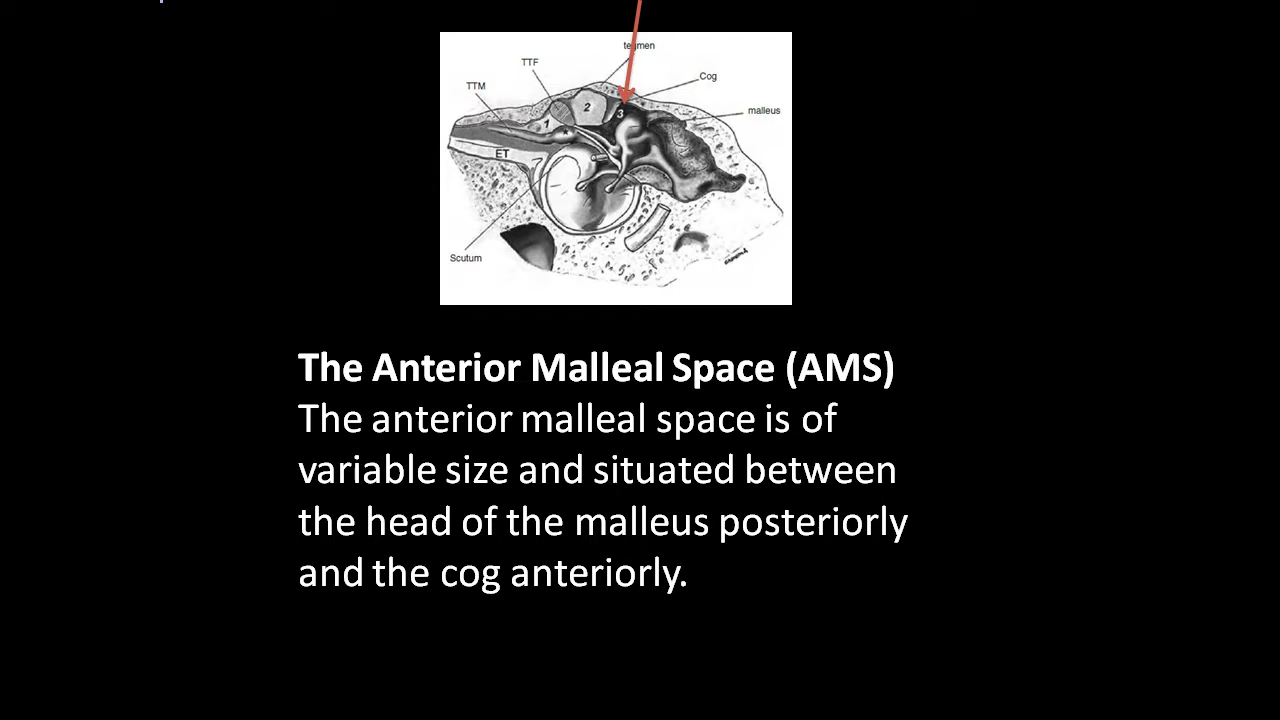 tegmen
TTF
Cog
TTM
malleus
2
3
1
*
ET
Scutum
The Anterior Malleal Space (AMS)
The anterior malleal space is of
variable size and situated between
the head of the malleus posteriorly
and the cog anteriorly.